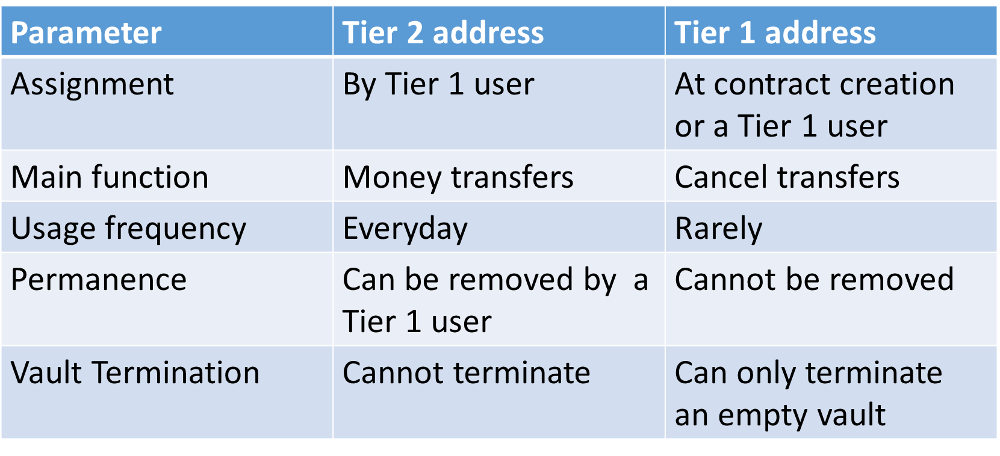 Parameter Tier 2 address Tier 1 address
Assignment By Tier 1 user At contract creation
or a Tier 1 user
Main function Money transfers Cancel transfers
Usage frequency Everyday Rarely
Permanence Can be removed by  a Cannot be removed
Tier 1 user
Vault Termination Cannot terminate Can only terminate
an empty vault